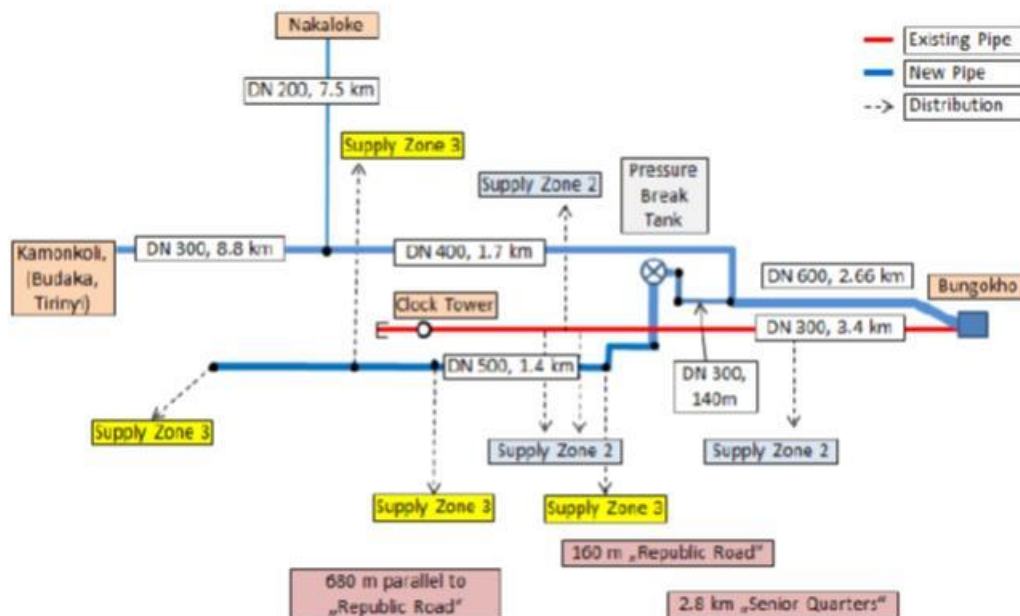 Nakaloke
Existing Pipe
New Pipe
Distribution
DN 200, 7.5 km
Supply Zone 3
Supply Zone 2
Pressure
Break
Tank
Kamonkoli,
(Budaka,
Tirinyi)
DN 300, 8.8 km
DN 400, 1.7 km
DN 600, 2.66 km
Bungokho
Clock Tower
DN 300, 3.4 km
DN 500, 1.4 km
DN 300,
140m
Supply Zone 3
Supply Zone 2
Supply Zone 2
Supply Zone 3
Supply Zone 3
160 m „Republic Road"
680 m parallel to
„Republic Road"
2.8 km „Senior Quarters"